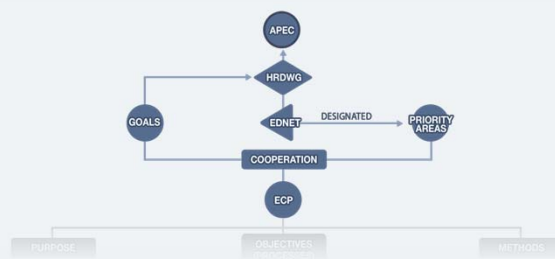 APEC
HRDWG
GOALS
EDNET
DESIGNATED
PRIORITY
AREAS
COOPERATION
ECP
PURPOSE
OBJECTIVES
METHODS